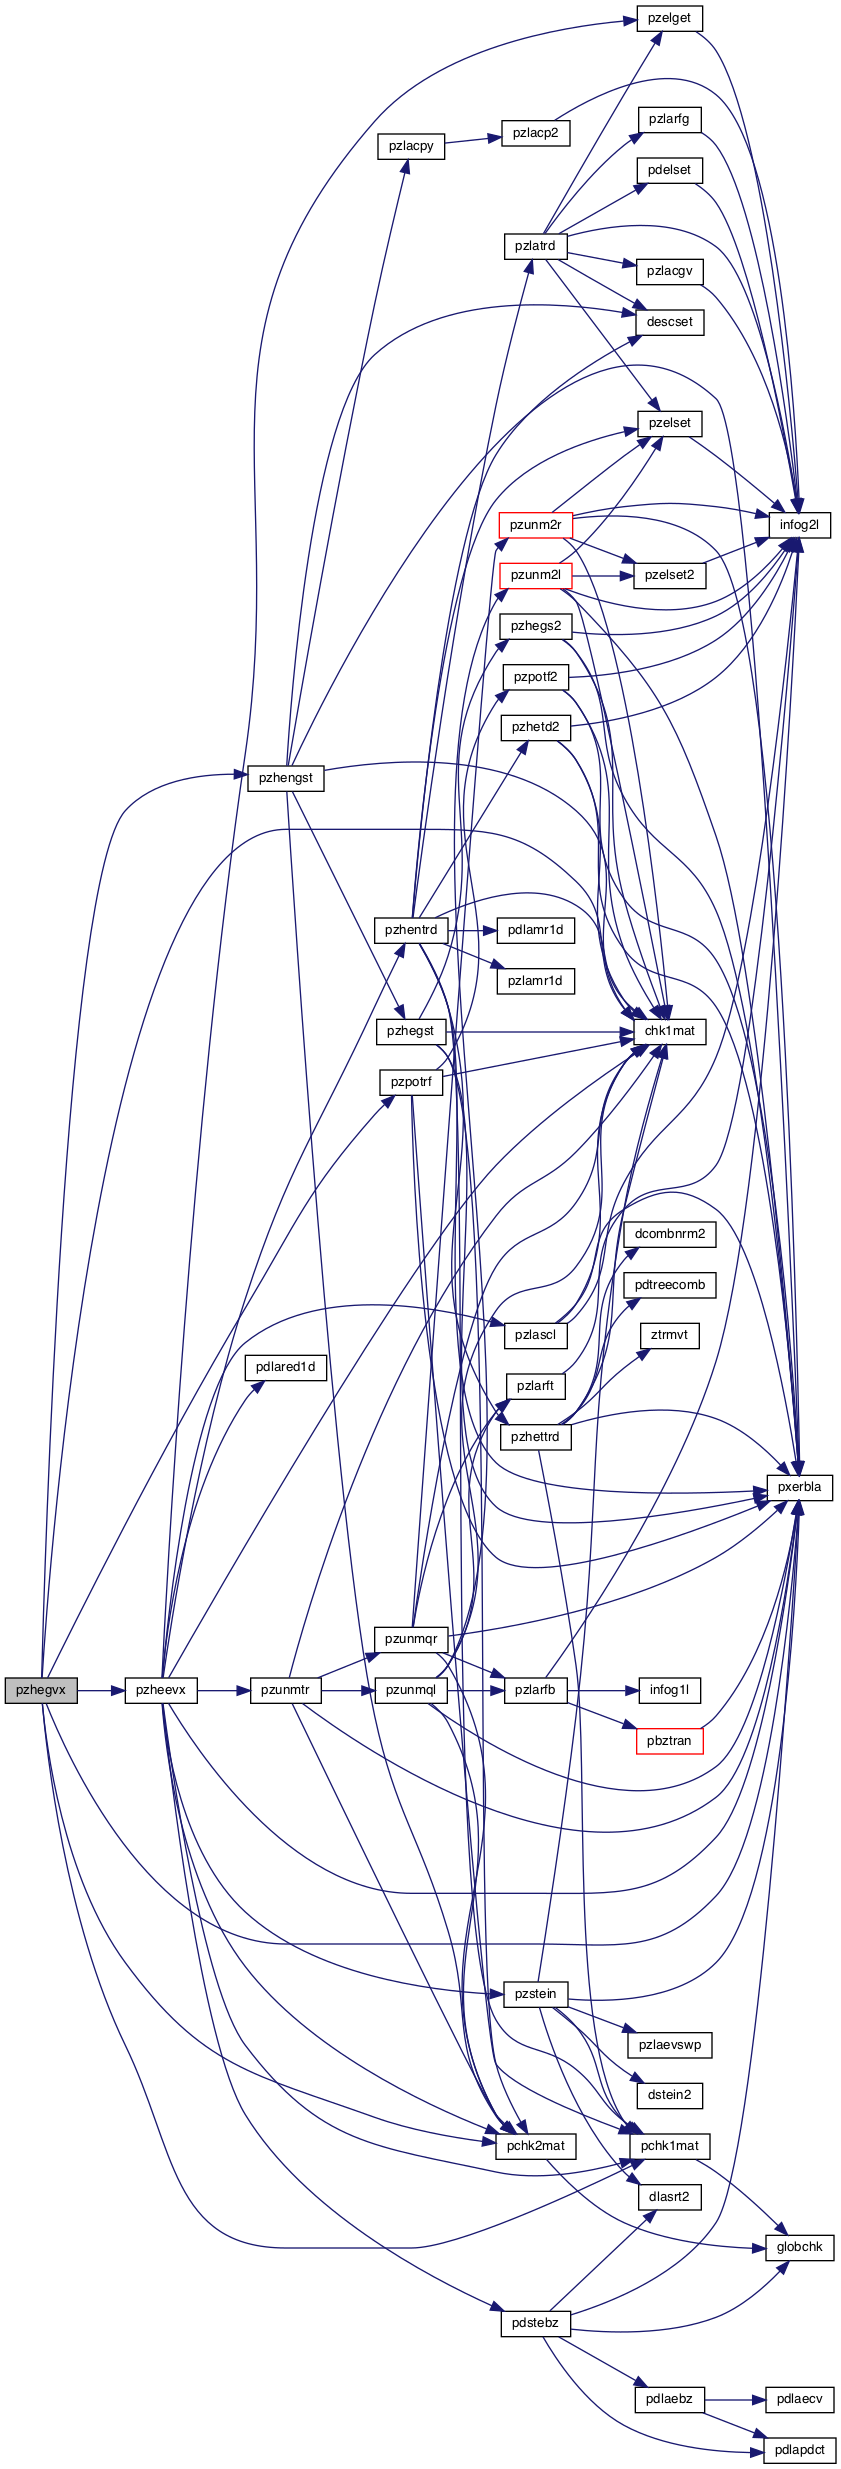 pzelget
pzlarfg
pzlacp2
pzlacpy
pdelset
pzlatrd
pzlacgv
descset
pzelset
pzunm2r
infog2l
pzunm2l
pzelset2
pzhegs2
pzpotf2
pzhetd2
pzhengst
pzhentrd
pdlamr1d
pzlamr1d
pzhegst
chk1mat
pzpotrf
dcombnrm2
pdtreecomb
pzlascl
ztrmvt
pdlared1d
pzlarft
pzhettrd
pxerbla
pzunmqr
pzhegvx
pzheevx
pzunmtr
pzunmql
pzlarfb
infog1l
pbztran
pzstein
pzlaevswp
dstein2
pchk2mat
pchk1mat
dlasrt2
globchk
pdstebz
pdlaebz
pdlaecv
pdlapdct